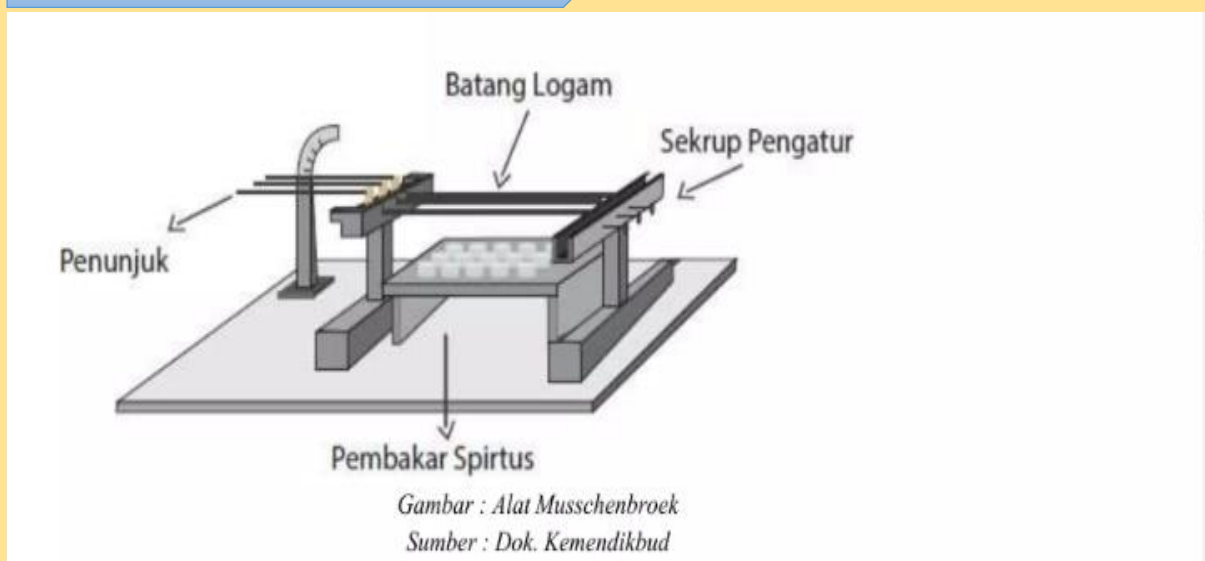 Batang Logam
Sekrup Pengatur
Penunjuk
Pembakar Spirtus
Gambar : Alat Musschenbroek
Sumber : Dok. Kemendikbud